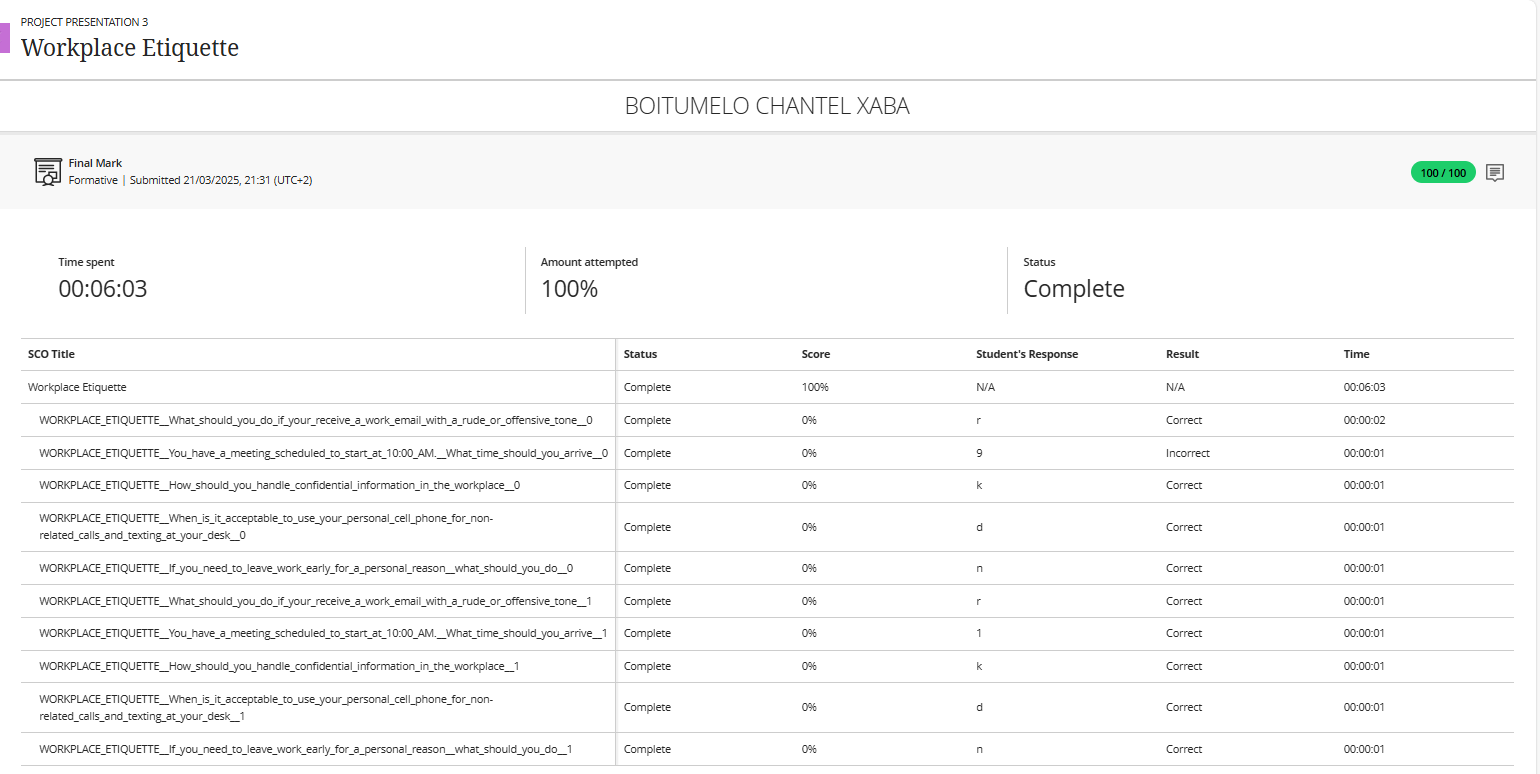 PROJECT PRESENTATION 3
Workplace Etiquette
BOITUMELO CHANTEL XABA
Final Mark
Formative | Submitted 21/03/2025, 21:31 (UTC+2)
100 / 100
Time spent
00:06:03
Amount attempted
100%
Status
Complete
SCO Title Status Score Student's Response Result Time
Workplace Etiquette Complete 100% N/A N/A 00:06:03
WORKPLACE_ETIQUETTE__What_should_you_do_if_your_receive_a_work_email_with_a_rude_or_offensive_tone__0 Complete 0% r Correct 00:00:02
WORKPLACE_ETIQUETTE__You_have_a_meeting_scheduled_to_start_at_10:00_AM.__What_time_should_you_arrive__0 Complete 0% 9 Incorrect 00:00:01
WORKPLACE_ETIQUETTE__How_should_you_handle_confidential_information_in_the_workplace__0 Complete 0% k Correct 00:00:01
WORKPLACE_ETIQUETTE__When_is_it_acceptable_to_use_your_personal_cell_phone_for_non-
related_calls_and_texting_at_your_desk__0 Complete 0% d Correct 00:00:01
WORKPLACE_ETIQUETTE__If_you_need_to_leave_work_early_for_a_personal_reason__what_should_you_do__0 Complete 0% n Correct 00:00:01
WORKPLACE_ETIQUETTE__What_should_you_do_if_your_receive_a_work_email_with_a_rude_or_offensive_tone__1 Complete 0% r Correct 00:00:01
WORKPLACE_ETIQUETTE__You_have_a_meeting_scheduled_to_start_at_10:00_AM.__What_time_should_you_arrive__1 Complete 0% 1 Correct 00:00:01
WORKPLACE_ETIQUETTE__How_should_you_handle_confidential_information_in_the_workplace__1 Complete 0% k Correct 00:00:01
WORKPLACE_ETIQUETTE__When_is_it_acceptable_to_use_your_personal_cell_phone_for_non-
related_calls_and_texting_at_your_desk__1 Complete 0% d Correct 00:00:01
WORKPLACE_ETIQUETTE__If_you_need_to_leave_work_early_for_a_personal_reason__what_should_you_do__1 Complete 0% n Correct 00:00:01